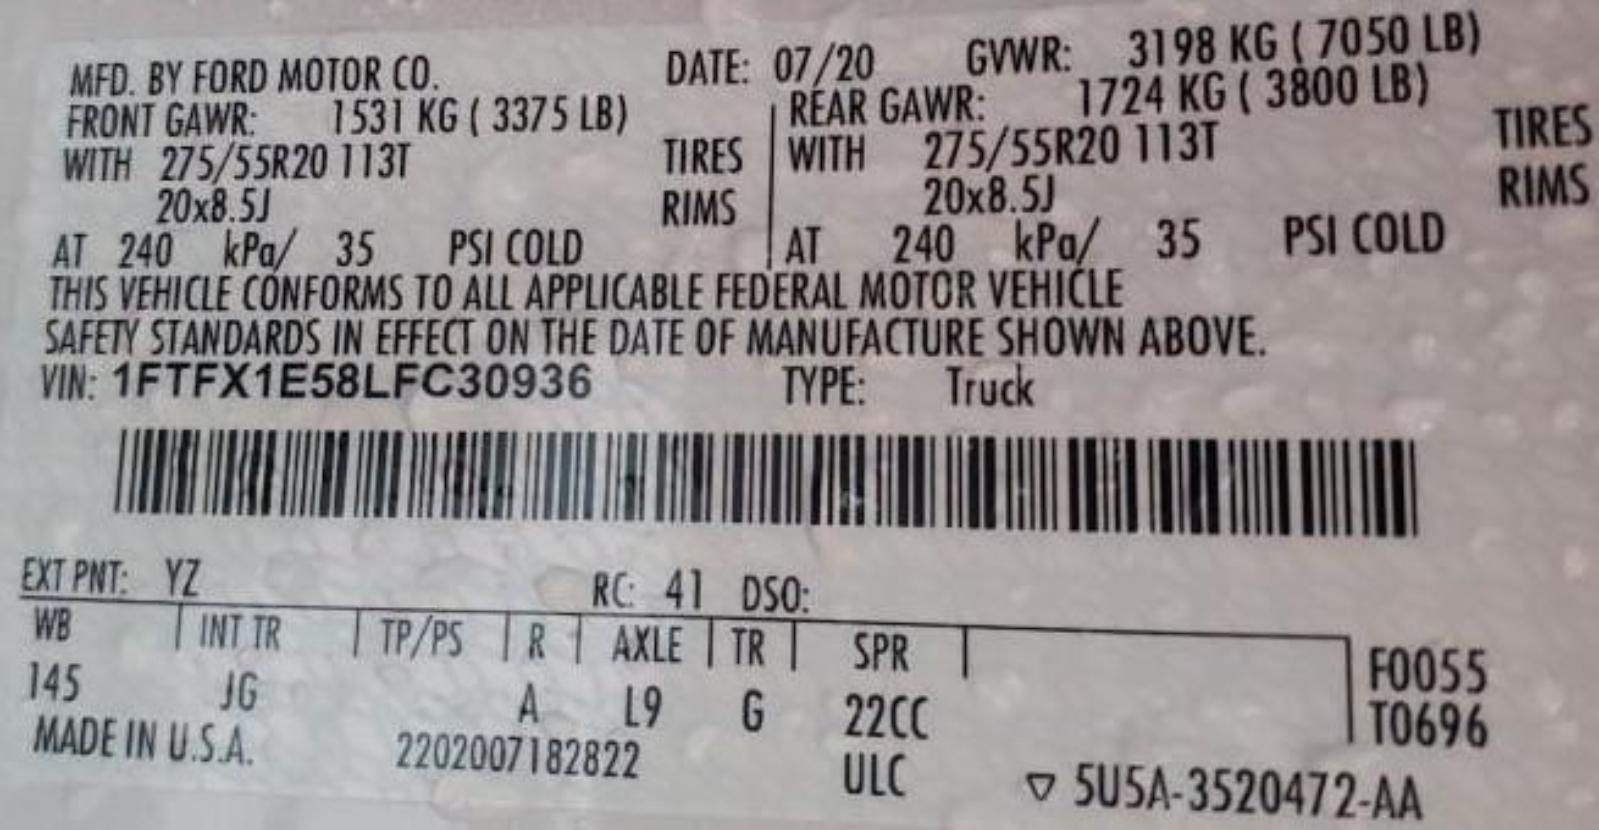 MFD. BY FORD MOTOR CO. DATE: 07/20 GVWR: 3198 KG ( 7050 LB)
FRONT GAWR: 1531 KG ( 3375 LB) REAR GAWR: 1724 KG ( 3800 LB)
WITH 275/55R20 113T TIRES WITH 275/55R20 113T TIRES
20x8.5J RIMS 20x8.5J RIMS
AT 240 kPa/ 35 PSI COLD AT 240 kPa/ 35 PSI COLD
THIS VEHICLE CONFORMS TO ALL APPLICABLE FEDERAL MOTOR VEHICLE
SAFETY STANDARDS IN EFFECT ON THE DATE OF MANUFACTURE SHOWN ABOVE.
VIN: 1FTFX1E58LFC30936 TYPE: Truck
EXT PNT: YZ RC: 41 DSO:
WB INT TR TP/PS R AXLE TR SPR F0055
145 JG A L9 G 22CC T0696
MADE IN U.S.A. 2202007182822 ULC ▽ 5U5A-3520472-AA